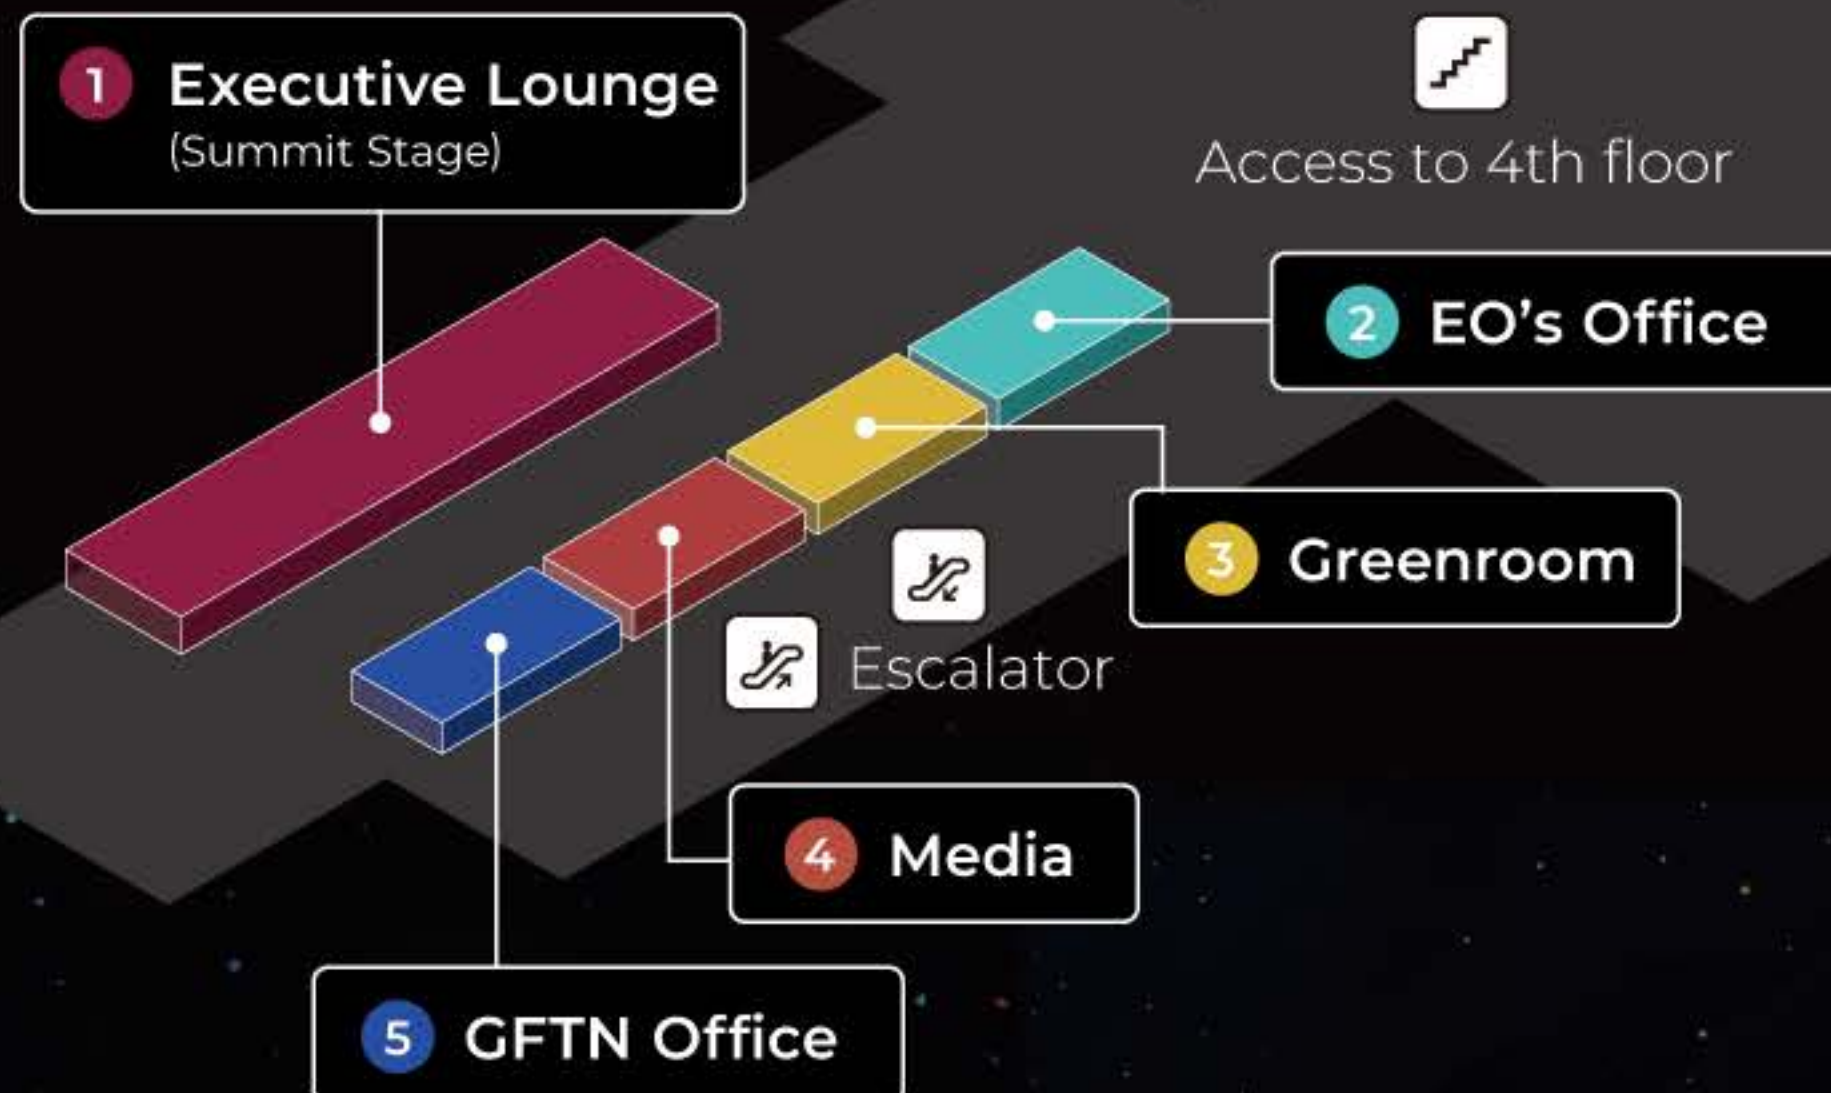 1 Executive Lounge
(Summit Stage)
Access to 4th floor
2 EO’s Office
3 Greenroom
Escalator
4 Media
5 GFTN Office